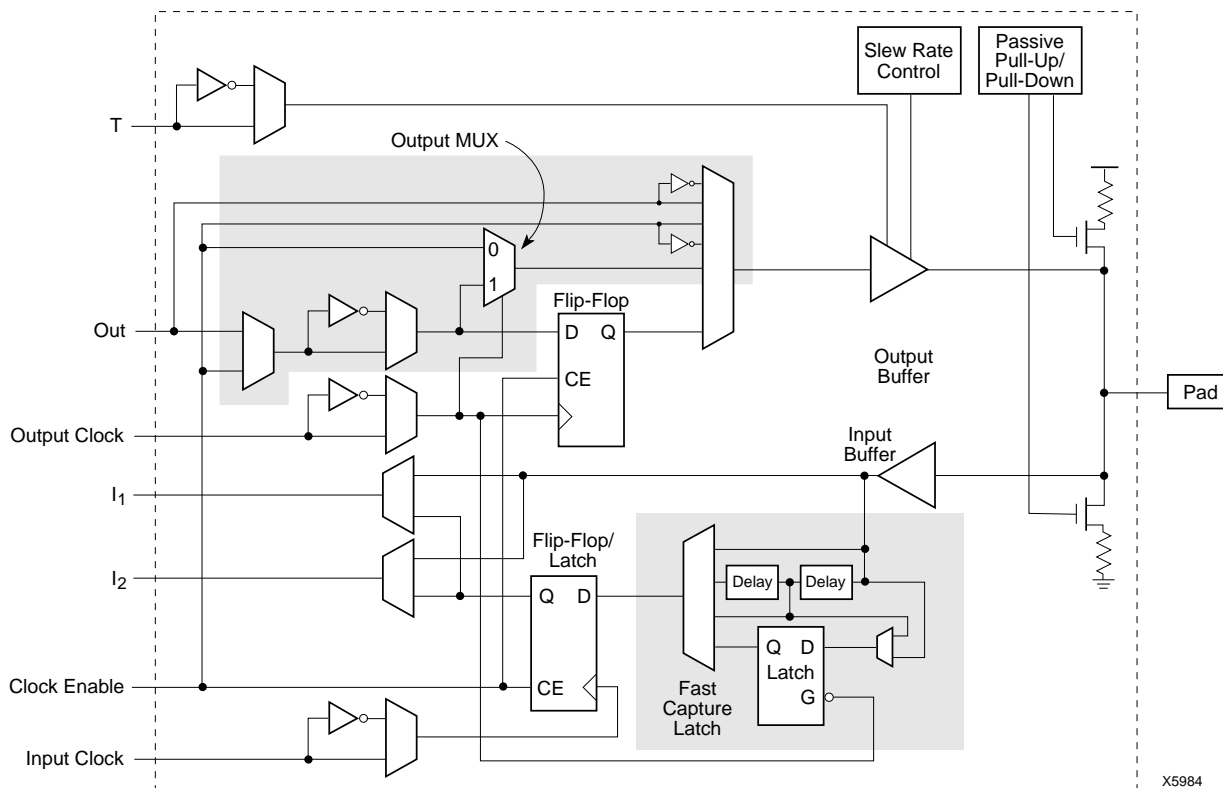 Slew Rate
Control
Passive
Pull-Up/
Pull-Down
T
Output MUX
0
1
Flip-Flop
Out
D
Q
CE
Output
Buffer
Pad
Output Clock
Input
Buffer
I1
Flip-Flop/
Latch
I2
Delay
Delay
Q
D
Q
D
Latch
G
Clock Enable
CE
Fast
Capture
Latch
Input Clock
X5984